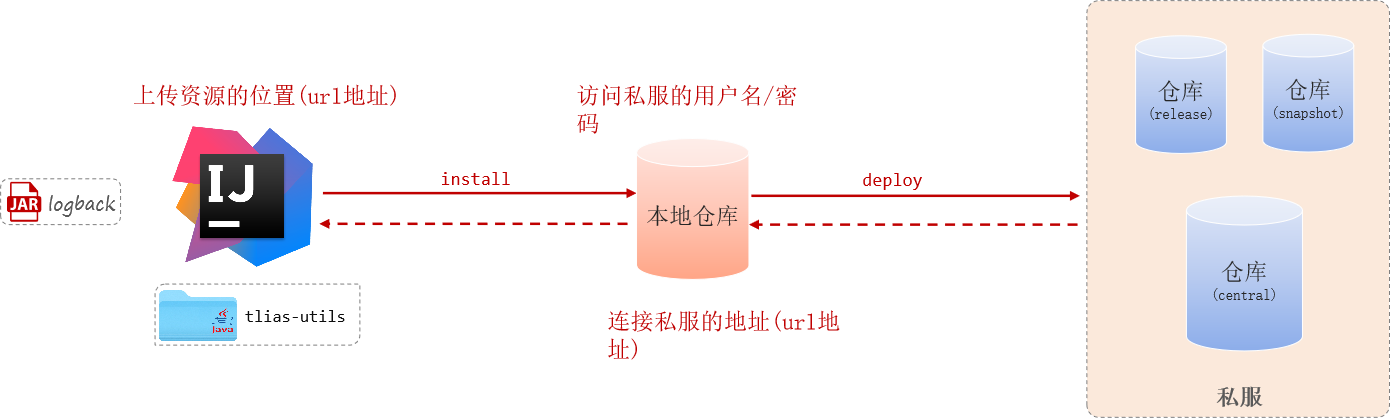 上传资源的位置(url地址)
JAR
logback
IJ
Java
tlias-utils
install
访问私服的用户名/密
码
本地仓库
连接私服的地址(url地
址)
deploy
仓库
(release)
仓库
(snapshot)
仓库
(central)
私服